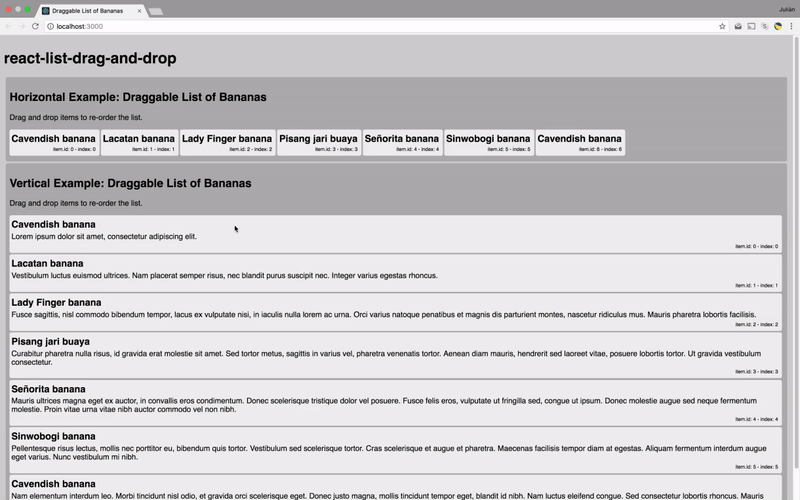 Draggable List of Bananas
Julián
localhost:3000
react-list-drag-and-drop
Horizontal Example: Draggable List of Bananas
Drag and drop items to re-order the list.
Cavendish banana Lacatan banana Lady Finger banana Pisang jari buaya Señorita banana Sinwobogi banana Cavendish banana
item.id: 0 - index: 0 item.id: 1 - index: 1 item.id: 2 - index: 2 item.id: 3 - index: 3 item.id: 4 - index: 4 item.id: 5 - index: 5 item.id: 6 - index: 6
Vertical Example: Draggable List of Bananas
Drag and drop items to re-order the list.
Cavendish banana
Lorem ipsum dolor sit amet, consectetur adipiscing elit.
item.id: 0 - index: 0
Lacatan banana
Vestibulum luctus euismod ultrices. Nam placerat semper risus, nec blandit purus suscipit nec. Integer varius egestas rhoncus.
item.id: 1 - index: 1
Lady Finger banana
Fusce sagittis, nisl commodo bibendum tempor, lacus ex vulputate nisi, in iaculis nulla lorem ac urna. Orci varius natoque penatibus et magnis dis parturient montes, nascetur ridiculus mus. Mauris pharetra lobortis facilisis.
item.id: 2 - index: 2
Pisang jari buaya
Curabitur pharetra nulla risus, id gravida erat molestie sit amet. Sed tortor metus, sagittis in varius vel, pharetra venenatis tortor. Aenean diam mauris, hendrerit sed laoreet vitae, posuere lobortis tortor. Ut gravida vestibulum
consectetur.
item.id: 3 - index: 3
Señorita banana
Mauris ultrices magna eget ex auctor, in convallis eros condimentum. Donec scelerisque tristique dolor vel posuere. Fusce felis eros, vulputate ut fringilla sed, congue ut ipsum. Donec molestie augue sed neque fermentum
molestie. Proin vitae urna vitae nibh auctor commodo vel non nibh.
item.id: 4 - index: 4
Sinwobogi banana
Pellentesque risus lectus, mollis nec porttitor eu, bibendum quis tortor. Vestibulum sed scelerisque tortor. Cras scelerisque et augue et pharetra. Maecenas facilisis tempor diam at egestas. Aliquam fermentum interdum augue
eget varius. Nunc vestibulum mi nibh.
item.id: 5 - index: 5
Cavendish banana
Nam elementum interdum leo. Morbi tincidunt nisl odio, et gravida orci scelerisque eget. Donec justo magna, mollis tincidunt tempor eget, blandit id nibh. Nam luctus eleifend congue. Sed consectetur lobortis mauris. Mauris